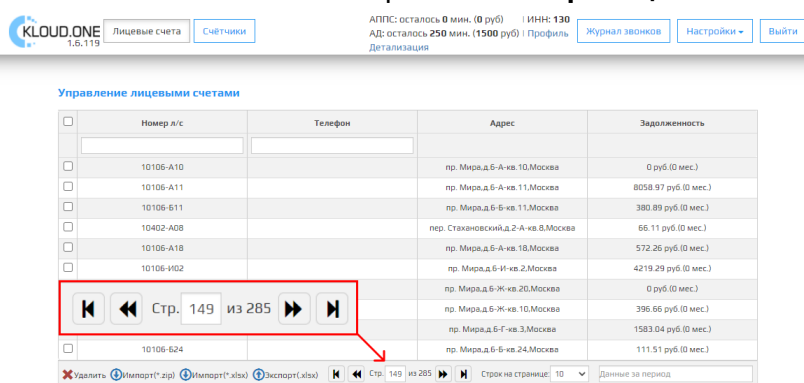 KLOUD.ONE
1.6.119
Лицевые счета
Счётчики
АППС: осталось 0 мин. (0 руб) | ИНН: 130
АД: осталось 250 мин. (1500 руб) | Профиль
Детализация
Журнал звонков
Настройки
Выйти
Управление лицевыми счетами
Номер л/с Телефон Адрес Задолженность
10106-А10 пр. Мира,д.6-А-кв.10,Москва 0 руб.(0 мес.)
10106-А11 пр. Мира,д.6-А-кв.11,Москва 8058.97 руб.(0 мес.)
10106-Б11 пр. Мира,д.6-Б-кв.11,Москва 380.89 руб.(0 мес.)
10402-А08 пер. Стахановский,д.2-А-кв.8,Москва 66.11 руб.(0 мес.)
10106-А18 пр. Мира,д.6-А-кв.18,Москва 572.26 руб.(0 мес.)
10106-И02 пр. Мира,д.6-И-кв.2,Москва 4219.29 руб.(0 мес.)
пр. Мира,д.6-Ж-кв.20,Москва 0 руб.(0 мес.)
Стр. 149 из 285
пр. Мира,д.6-Ж-кв.10,Москва 396.66 руб.(0 мес.)
пр. Мира,д.6-Г-кв.3,Москва 1583.04 руб.(0 мес.)
10106-Б24 пр. Мира,д.6-Б-кв.24,Москва 111.51 руб.(0 мес.)
Удалить Импорт(*.zip) Импорт(*.xlsx) Экспорт(.xlsx) Стр. 149 из 285 Строк на странице: 10 Данные за период